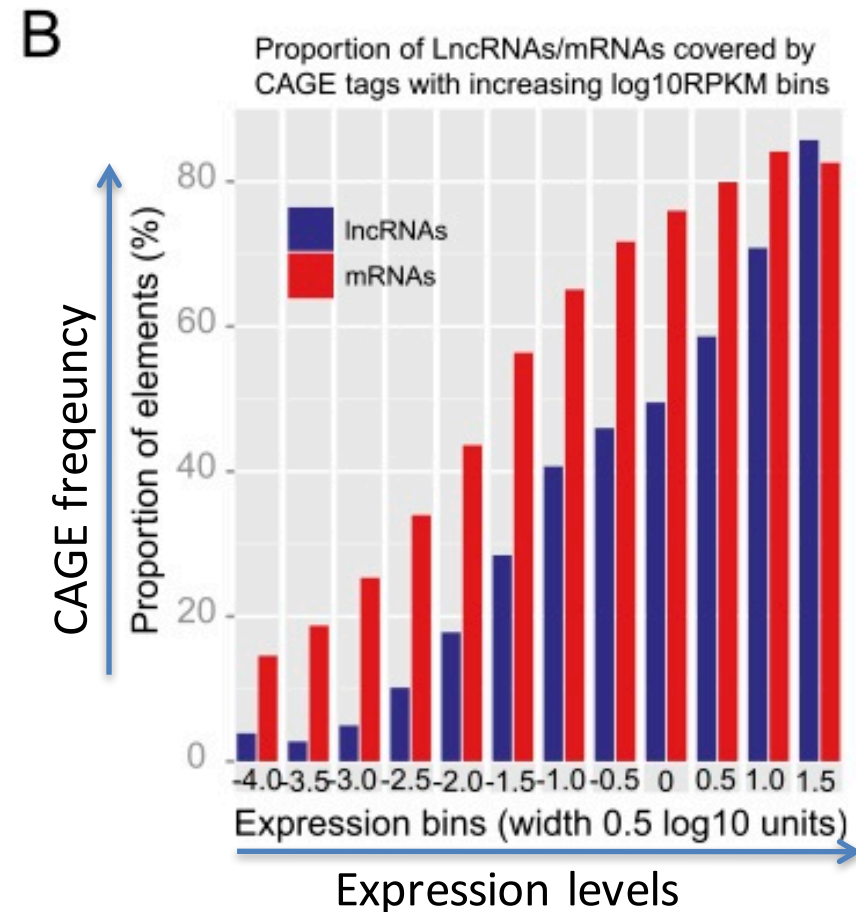 B
Proportion of LncRNAs/mRNAs covered by
CAGE tags with increasing log10RPKM bins
CAGE freqeuncy
Proportion of elements (%)
80
60
40
20
0
lncRNAs
mRNAs
-4.0 -3.5 -3.0 -2.5 -2.0 -1.5 -1.0 -0.5 0 0.5 1.0 1.5
Expression bins (width 0.5 log10 units)
Expression levels